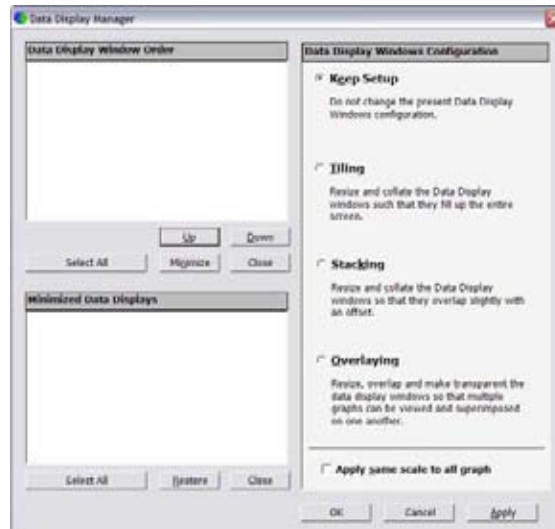 Data Display Manager
Data Display Window Order
Up
Down
Select All
Minimize
Close
Minimized Data Displays
Select All
Restore
Close
Data Display Windows Configuration
Keep Setup
Do not change the present Data Display
Windows configuration.
Tiling
Resize and collate the Data Display
windows such that they fill up the entire
screen.
Stacking
Resize and collate the Data Display
windows so that they overlap slightly with
an offset.
Overlaying
Resize, overlap and make transparent the
data display windows so that multiple
graphs can be viewed and superimposed
on one another.
Apply same scale to all graph
OK
Cancel
Apply